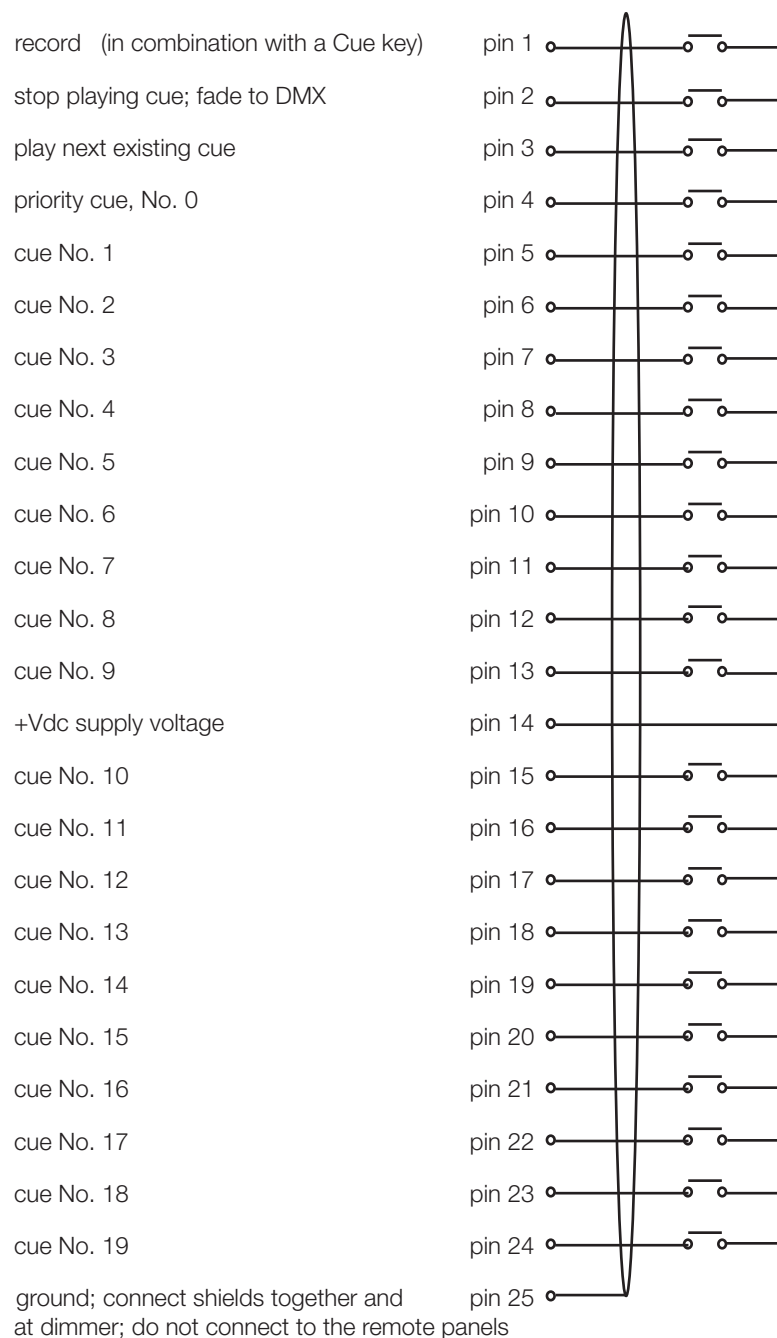 record (in combination with a Cue key) pin 1
stop playing cue; fade to DMX pin 2
play next existing cue pin 3
priority cue, No. 0 pin 4
cue No. 1 pin 5
cue No. 2 pin 6
cue No. 3 pin 7
cue No. 4 pin 8
cue No. 5 pin 9
cue No. 6 pin 10
cue No. 7 pin 11
cue No. 8 pin 12
cue No. 9 pin 13
+Vdc supply voltage pin 14
cue No. 10 pin 15
cue No. 11 pin 16
cue No. 12 pin 17
cue No. 13 pin 18
cue No. 14 pin 19
cue No. 15 pin 20
cue No. 16 pin 21
cue No. 17 pin 22
cue No. 18 pin 23
cue No. 19 pin 24
ground; connect shields together and pin 25
at dimmer; do not connect to the remote panels